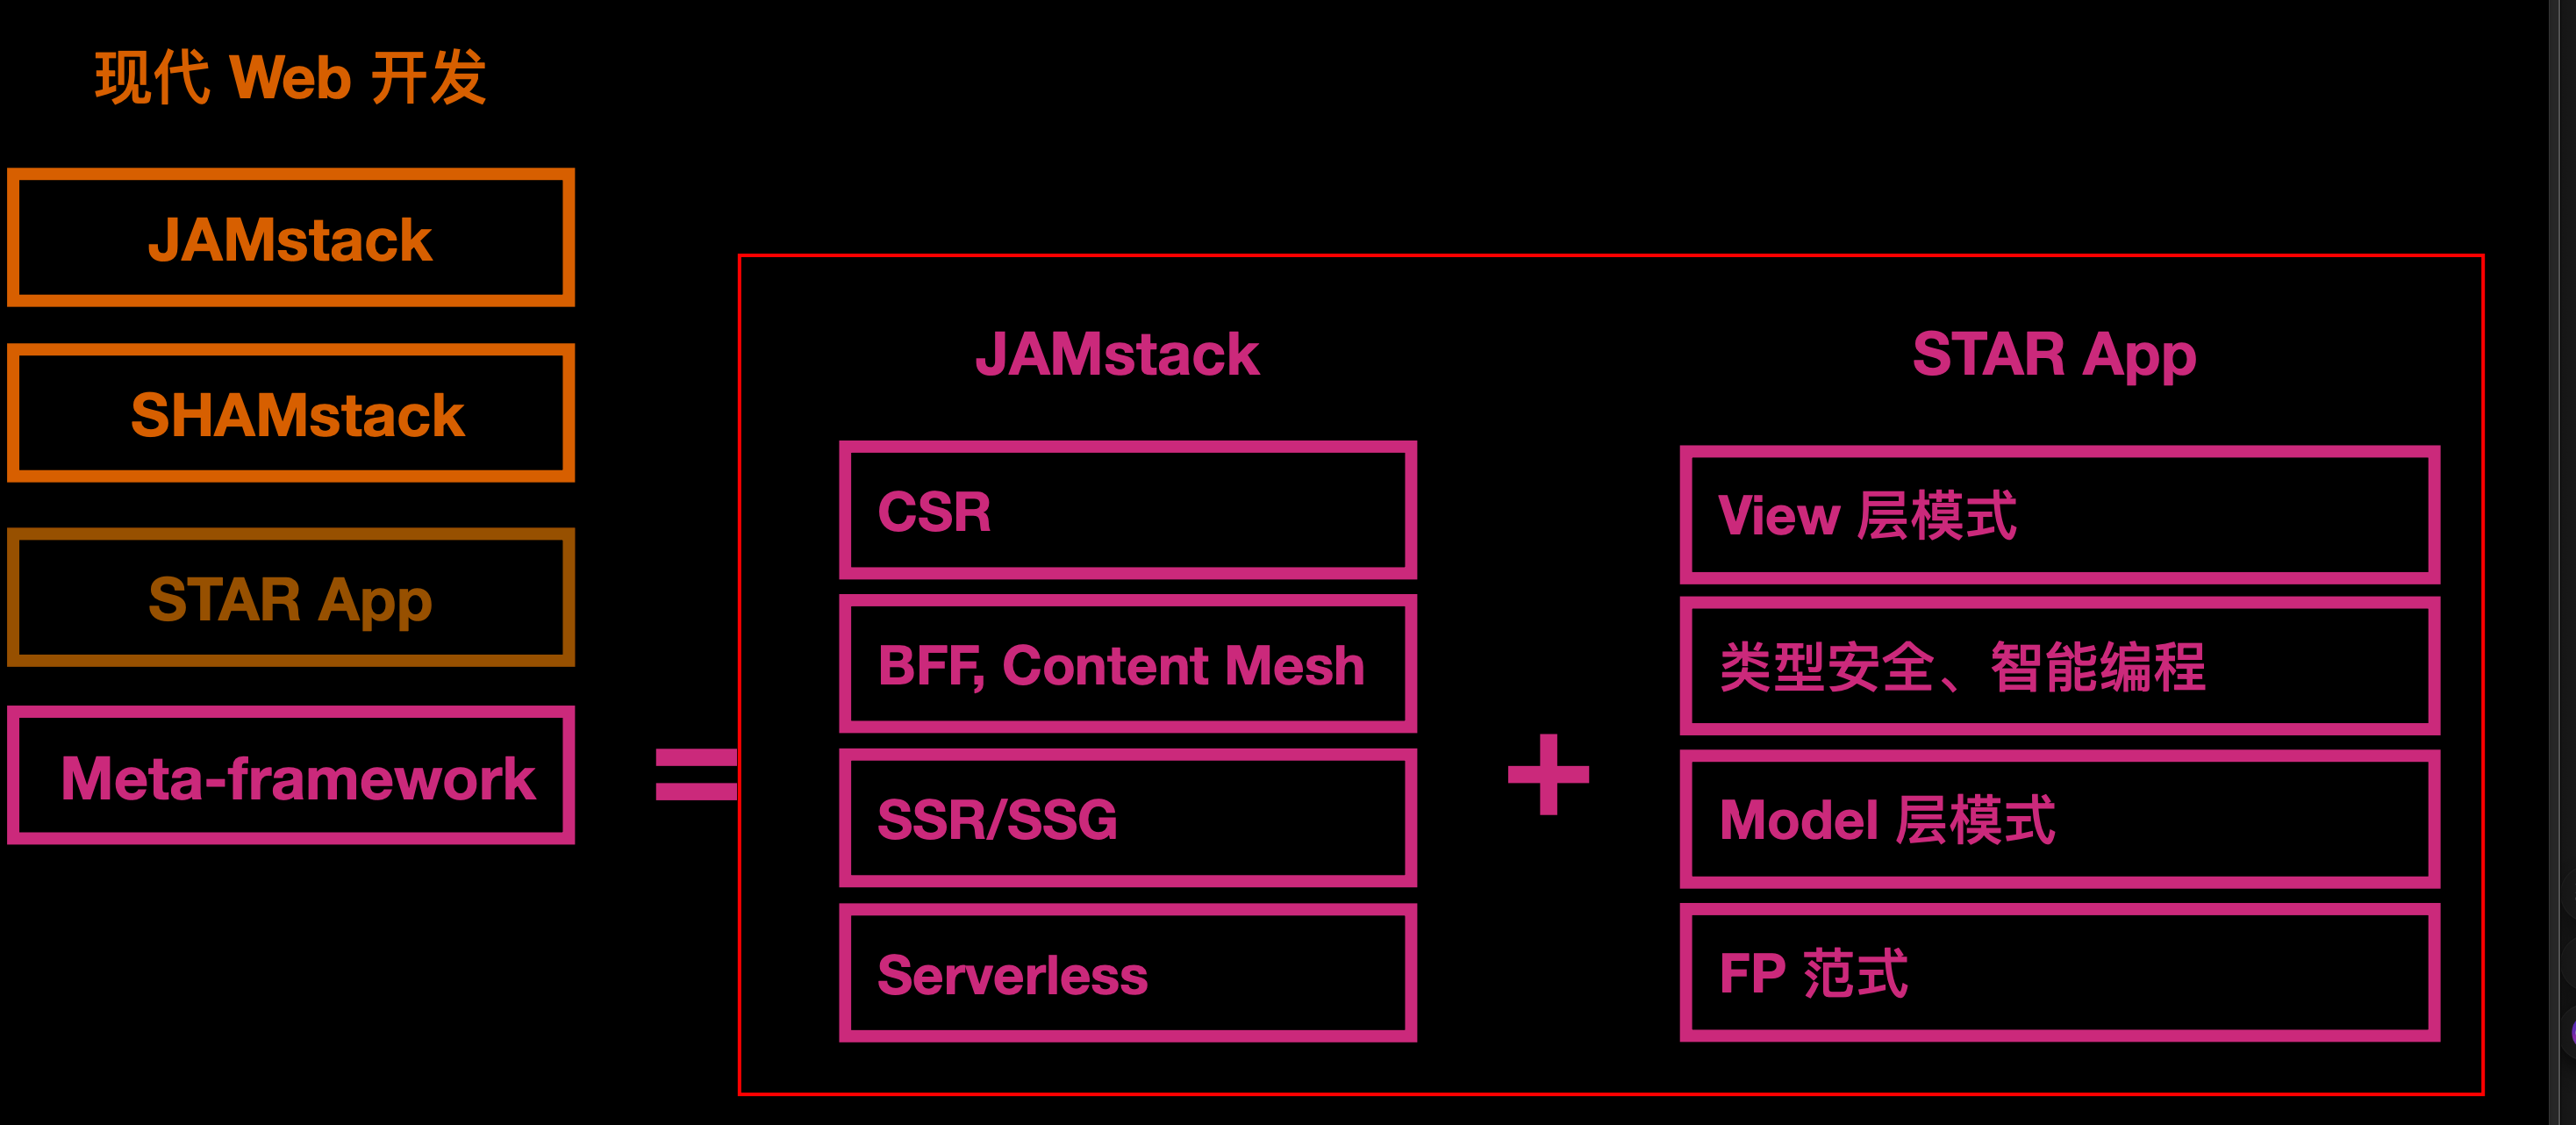 现代 Web 开发
JAMstack
SHAMstack
STAR App
Meta-framework
=
JAMstack
CSR
BFF, Content Mesh
SSR/SSG
Serverless
+
STAR App
View 层模式
类型安全、智能编程
Model 层模式
FP 范式